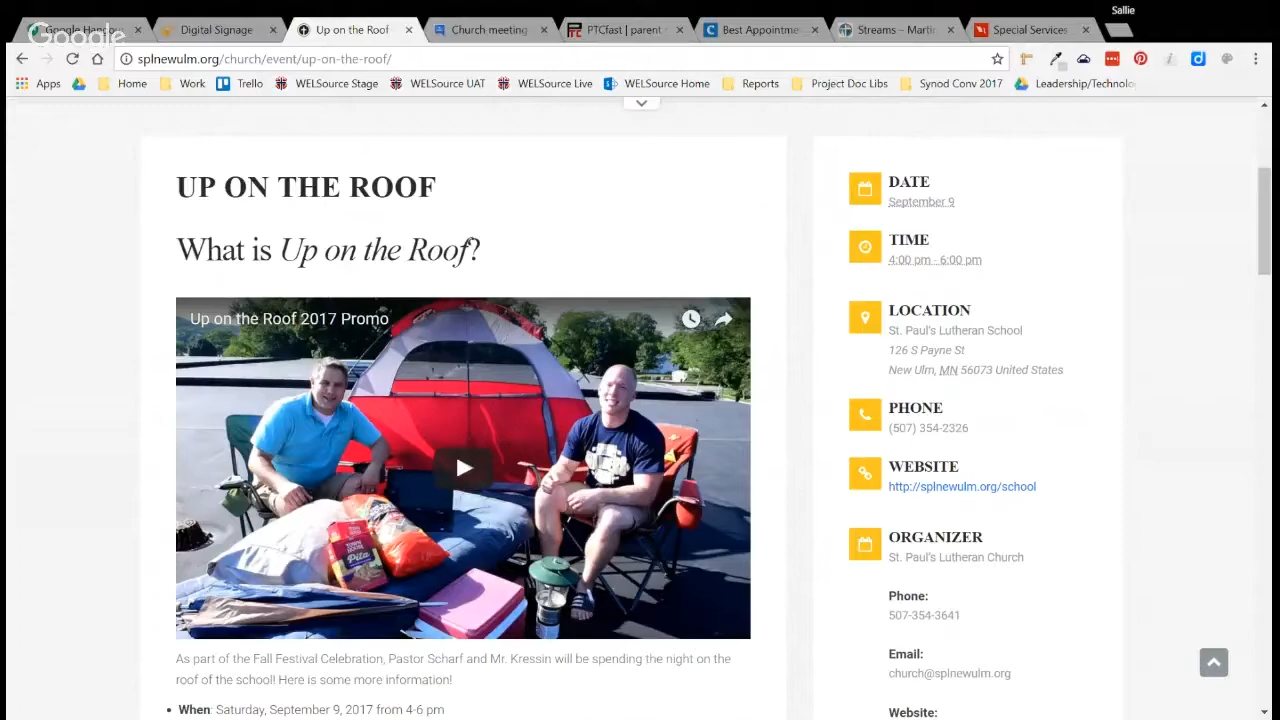 Sallie
Google Hango
Digital Signage
Up on the Roof
Church meeting
PTCfast | parent
Best Appointme
Streams – Martin
Special Services
Google
splnewulm.org/church/event/up-on-the-roof/
Apps
Home
Work
Trello
WELSource Stage
WELSource UAT
WELSource Live
WELSource Home
Reports
Project Doc Libs
Synod Conv 2017
Leadership/Technolo
UP ON THE ROOF
What is Up on the Roof?
Up on the Roof 2017 Promo
As part of the Fall Festival Celebration, Pastor Scharf and Mr. Kressin will be spending the night on the
roof of the school! Here is some more information!
• When: Saturday, September 9, 2017 from 4-6 pm
DATE
September 9
TIME
4:00 pm - 6:00 pm
LOCATION
St. Paul's Lutheran School
126 S Payne St
New Ulm, MN 56073 United States
PHONE
(507) 354-2326
WEBSITE
http://splnewulm.org/school
ORGANIZER
St. Paul's Lutheran Church
Phone:
507-354-3641
Email:
church@splnewulm.org
Website: